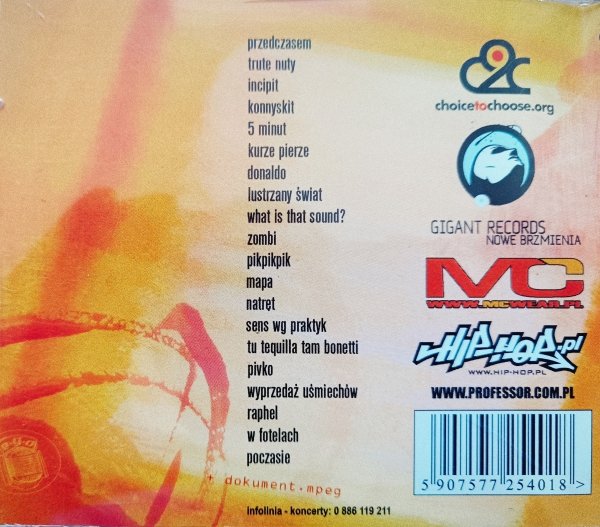 przedczasem
trute nuty
incipit
konnyskit
5 minut
kurze pierze
donaldo
lustrzany świat
what is that sound?
zombi
pikpikpik
mapa
natręt
sens wg praktyk
tu tequilla tam bonetti
pivko
wyprzedaż uśmiechów
raphel
w fotelach
poczasie
+ dokument.mpeg
infolinia - koncerty: 0 886 119 211
c2c
choicetochoose.org
GIGANT RECORDS
NOWE BRZMIENIA
MC
WWW.MCWEAR.PL
HIP-HOP.pl
WWW.HIP-HOP.PL
WWW.PROFESSOR.COM.PL
5 907577 254018 >